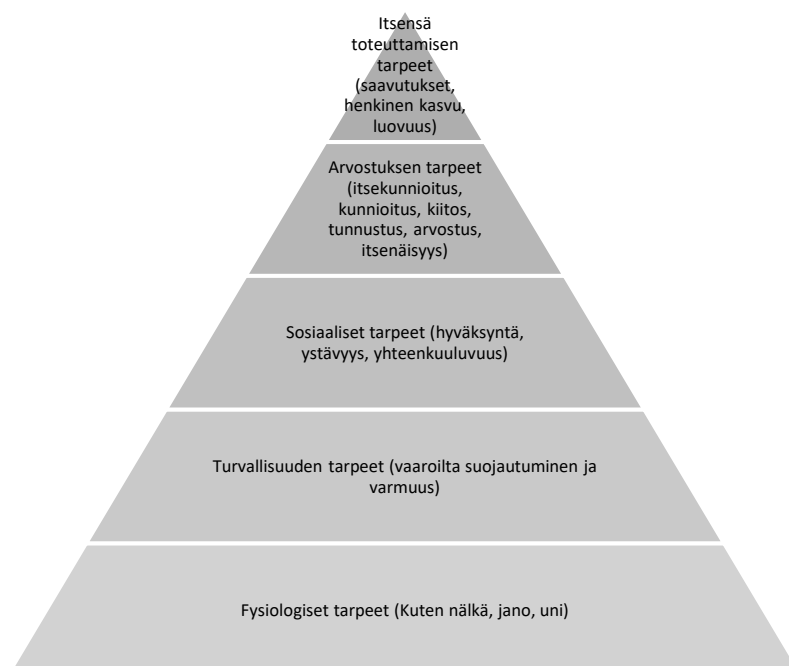 Itsensä
toteuttamisen
tarpeet
(saavutukset,
henkinen kasvu,
luovuus)
Arvostuksen tarpeet
(itsekunnioitus,
kunnioitus, kiitos,
tunnustus, arvostus,
itsenäisyys)
Sosiaaliset tarpeet (hyväksyntä,
ystävyys, yhteenkuuluvuus)
Turvallisuuden tarpeet (vaaroilta suojautuminen ja
varmuus)
Fysiologiset tarpeet (Kuten nälkä, jano, uni)